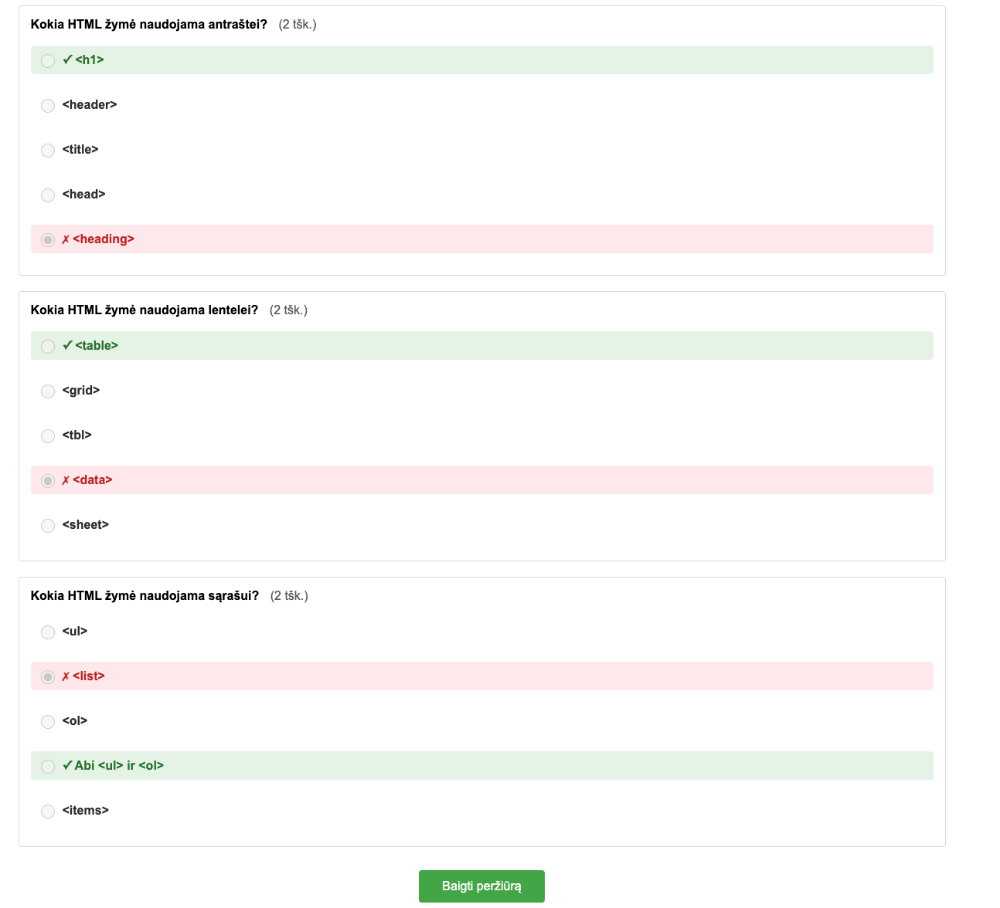 Kokia HTML žymė naudojama antraštei? (2 tšk.)
✓ <h1>
<header>
<title>
<head>
✗ <heading>
Kokia HTML žymė naudojama lentelei? (2 tšk.)
✓ <table>
<grid>
<tbl>
✗ <data>
<sheet>
Kokia HTML žymė naudojama sąrašui? (2 tšk.)
<ul>
✗ <list>
<ol>
✓ Abi <ul> ir <ol>
<items>
Baigti peržiūrą